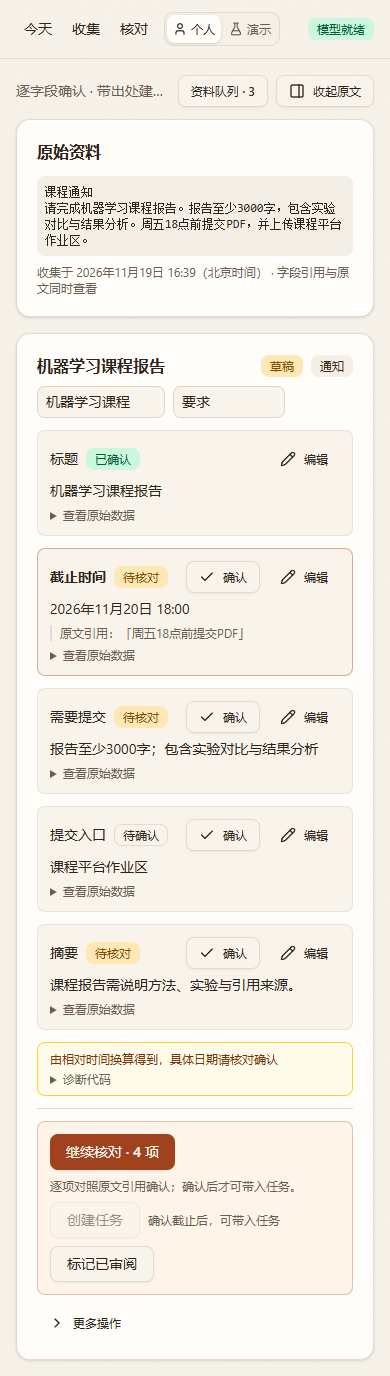 今天 收集 核对 个人 演示 模型就绪
逐字段确认 · 带出处建… 资料队列 · 3 收起原文
原始资料
课程通知
请完成机器学习课程报告。报告至少3000字，包含实验
对比与结果分析。周五18点前提交PDF，并上传课程平台
作业区。
收集于 2026年11月19日 16:39（北京时间） · 字段引用与原
文同时查看
机器学习课程报告 草稿 通知
机器学习课程 要求
标题 已确认 编辑
机器学习课程报告
查看原始数据
截止时间 待核对 确认 编辑
2026年11月20日 18:00
原文引用：「周五18点前提交PDF」
查看原始数据
需要提交 待核对 确认 编辑
报告至少3000字；包含实验对比与结果分析
查看原始数据
提交入口 待确认 确认 编辑
课程平台作业区
查看原始数据
摘要 待核对 确认 编辑
课程报告需说明方法、实验与引用来源。
查看原始数据
由相对时间换算得到，具体日期请核对确认
诊断代码
继续核对 · 4 项
逐项对照原文引用确认；确认后才可带入任务。
创建任务 确认截止后，可带入任务
标记已审阅
更多操作